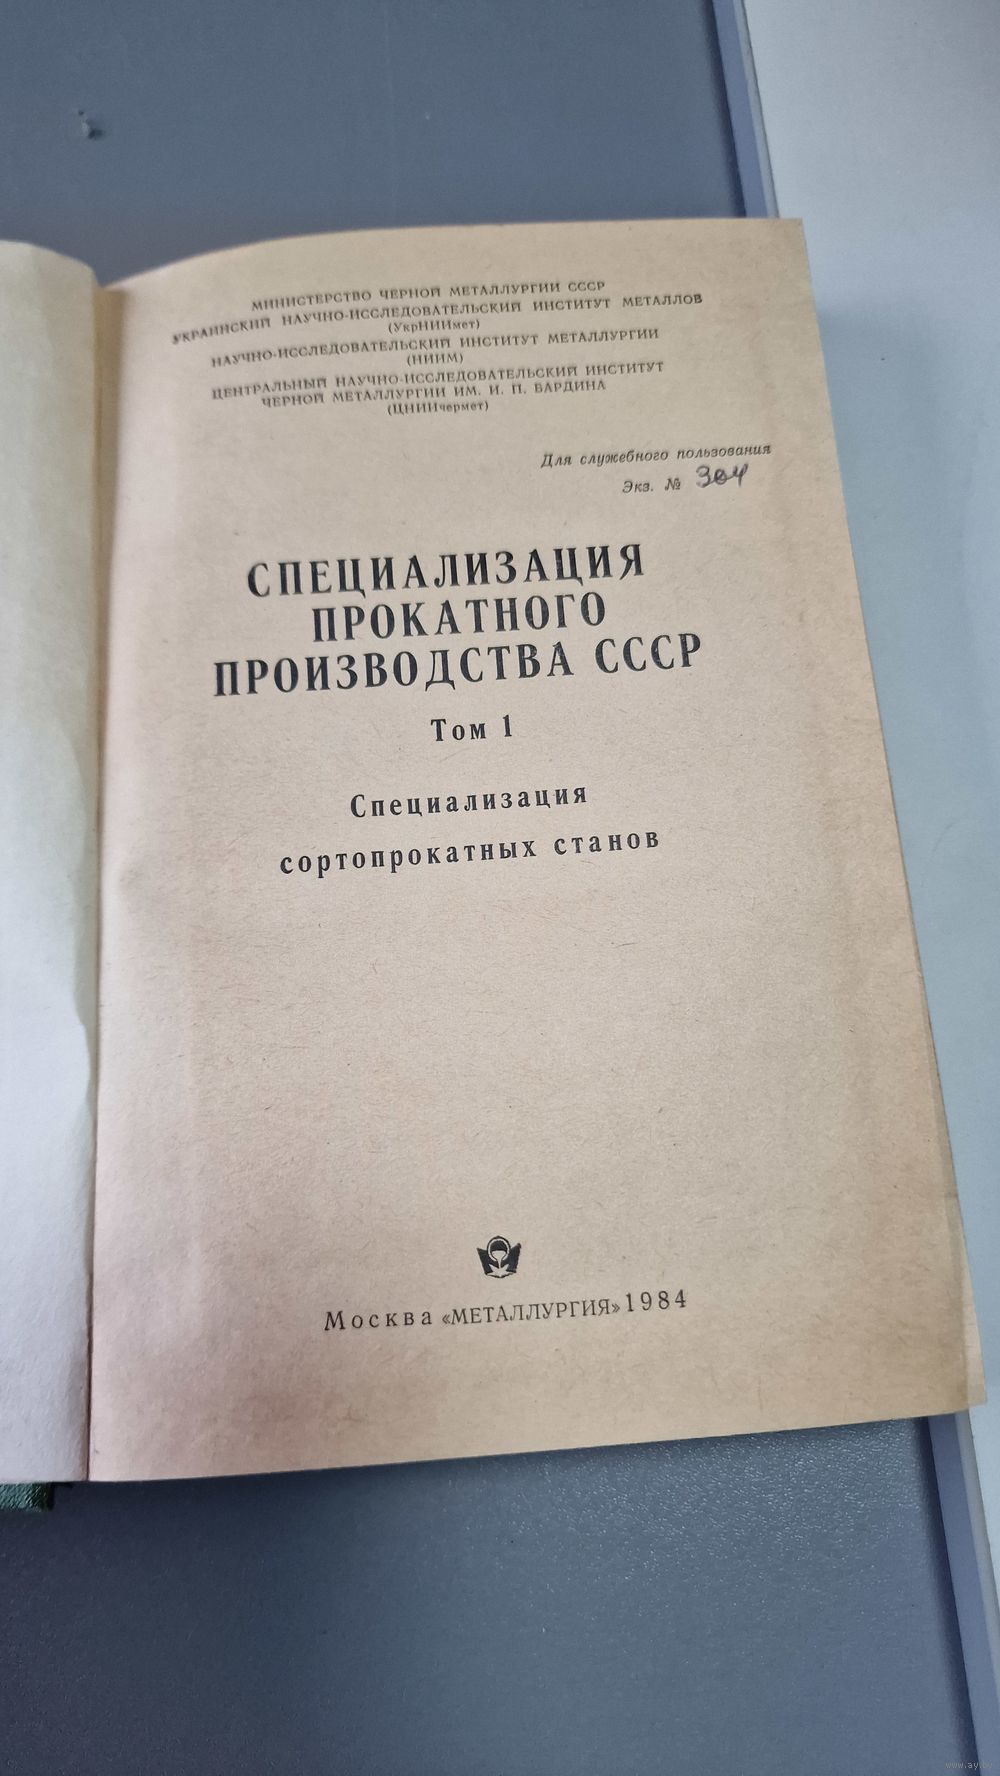 МИНИСТЕРСТВО ЧЕРНОЙ МЕТАЛЛУРГИИ СССР
УКРАИНСКИЙ НАУЧНО-ИССЛЕДОВАТЕЛЬСКИЙ ИНСТИТУТ МЕТАЛЛОВ
(УкрНИИмет)
НАУЧНО-ИССЛЕДОВАТЕЛЬСКИЙ ИНСТИТУТ МЕТАЛЛУРГИИ
(НИИМ)
ЦЕНТРАЛЬНЫЙ НАУЧНО-ИССЛЕДОВАТЕЛЬСКИЙ ИНСТИТУТ
ЧЕРНОЙ МЕТАЛЛУРГИИ ИМ. И. П. БАРДИНА
(ЦНИИчермет)
Для служебного пользования
Экз. № 304
СПЕЦИАЛИЗАЦИЯ
ПРОКАТНОГО
ПРОИЗВОДСТВА СССР
Том 1
Специализация
сортопрокатных станов
Москва «МЕТАЛЛУРГИЯ» 1984